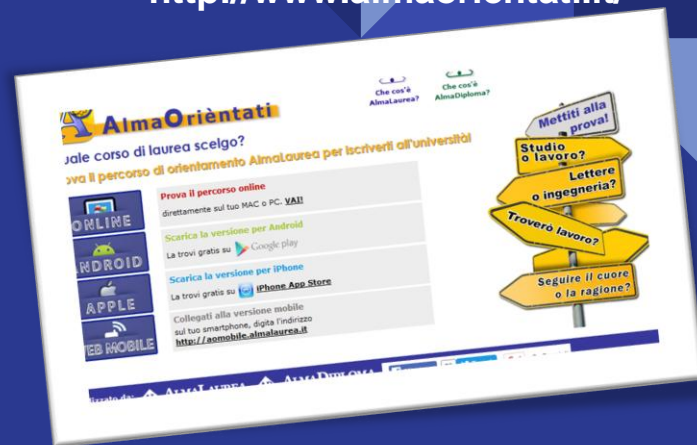 Che cos'è
AlmaLaurea?
Che cos'è
AlmaDiploma?
AlmaOrièntati
corso di laurea scelgo?
il percorso di orientamento AlmaLaurea per iscriverti all'università!
ONLINE
Prova il percorso online
direttamente sul tuo MAC o PC. VAI!
ANDROID
Scarica la versione per Android
La trovi gratis su Google play
APPLE
Scarica la versione per iPhone
La trovi gratis su iPhone App Store
WEB MOBILE
Collegati alla versione mobile
sul tuo smartphone, digita l'indirizzo
http://aomobile.almalaurea.it
Mettiti alla
prova!
Studio
o lavoro?
Lettere
o ingegneria?
Troverò lavoro?
Seguire il cuore
o la ragione?
da: ALMALAUREA ALMADIPLOMA